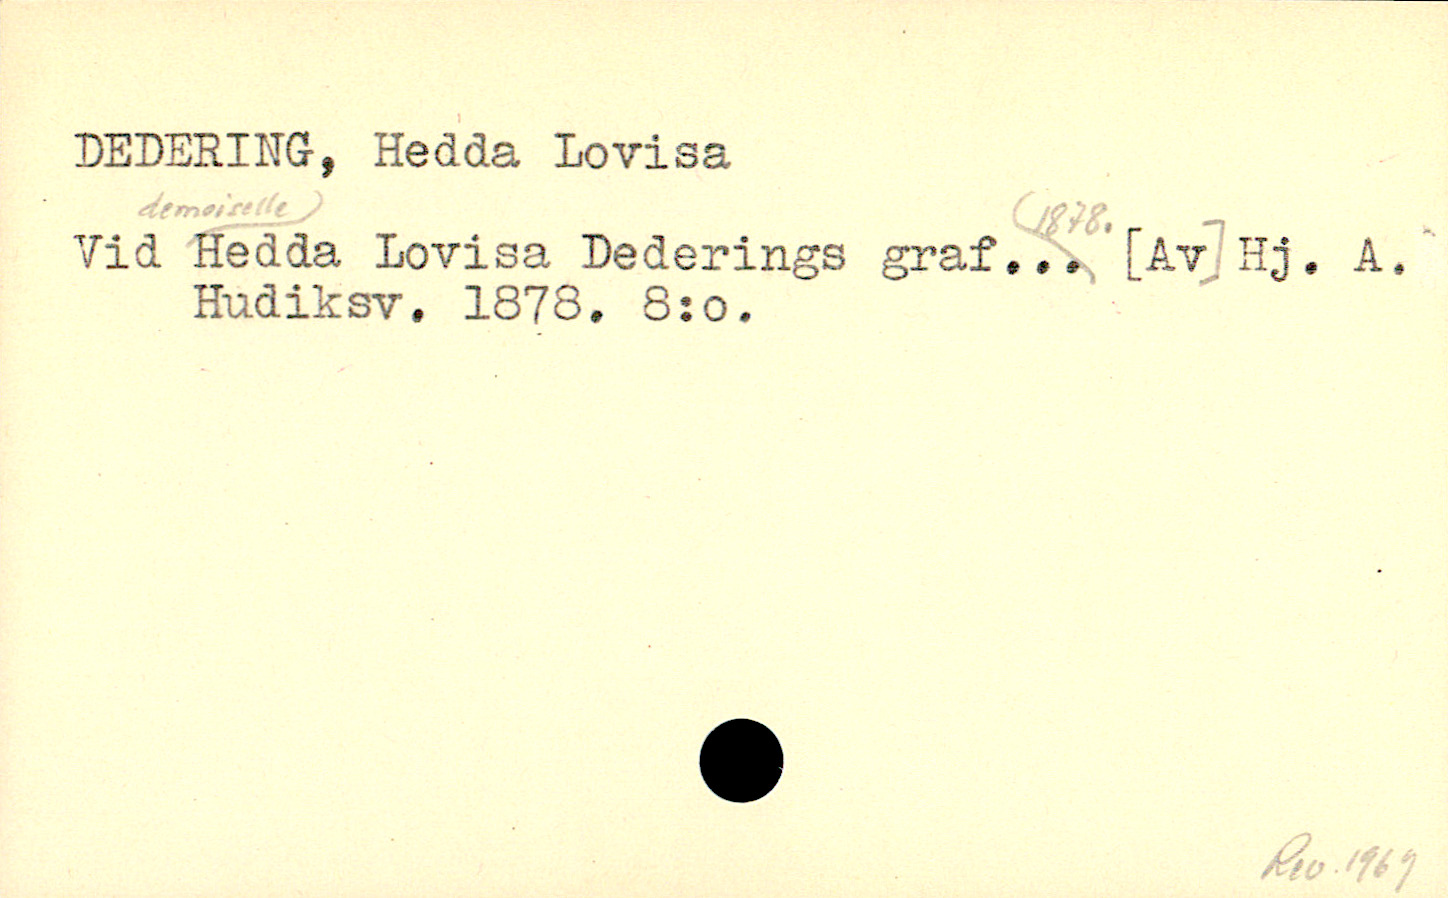 DEDERING, Hedda Lovisa
demoiselle
1878.
Vid Hedda Lovisa Dederings graf... [Av] Hj. A.
Hudiksv. 1878. 8:o.
Rev. 1969